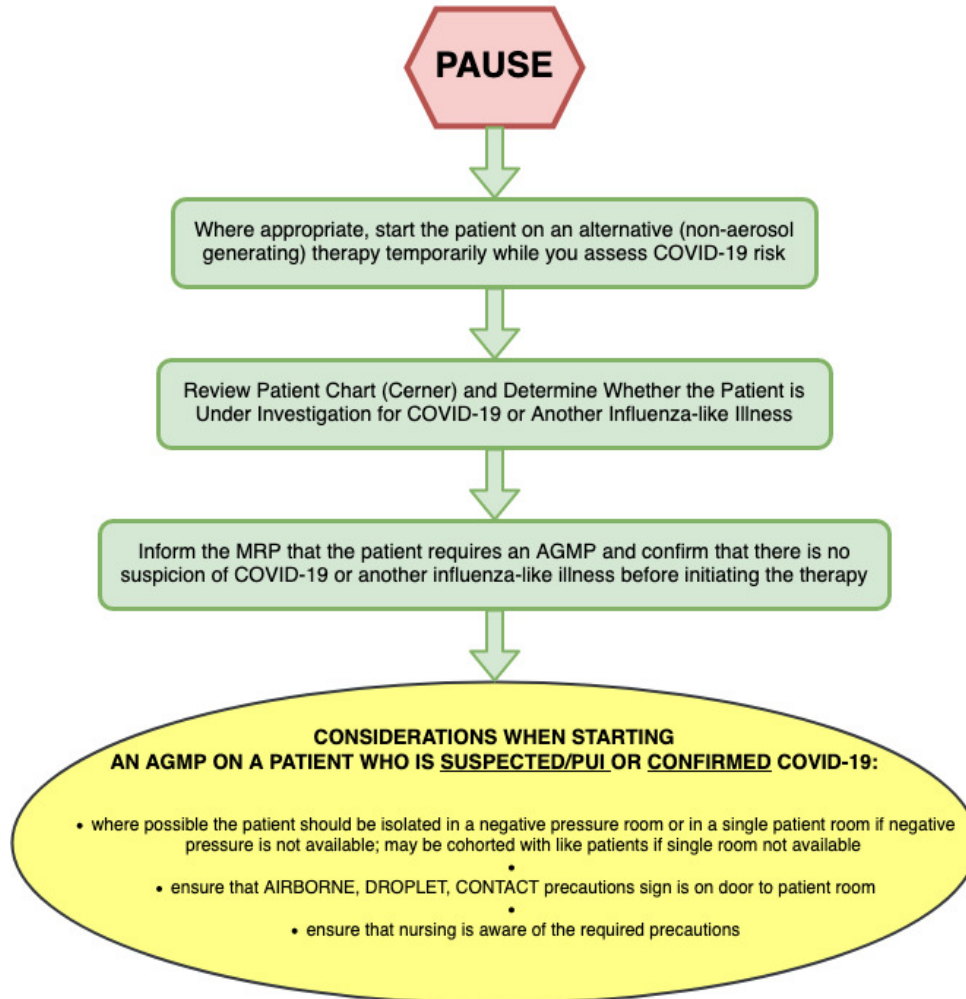 PAUSE
Where appropriate, start the patient on an alternative (non-aerosol
generating) therapy temporarily while you assess COVID-19 risk
Review Patient Chart (Cerner) and Determine Whether the Patient is
Under Investigation for COVID-19 or Another Influenza-like Illness
Inform the MRP that the patient requires an AGMP and confirm that there is no
suspicion of COVID-19 or another influenza-like illness before initiating the therapy
CONSIDERATIONS WHEN STARTING
AN AGMP ON A PATIENT WHO IS SUSPECTED/PUI OR CONFIRMED COVID-19:
• where possible the patient should be isolated in a negative pressure room or in a single patient room if negative
pressure is not available; may be cohorted with like patients if single room not available
•
• ensure that AIRBORNE, DROPLET, CONTACT precautions sign is on door to patient room
•
• ensure that nursing is aware of the required precautions